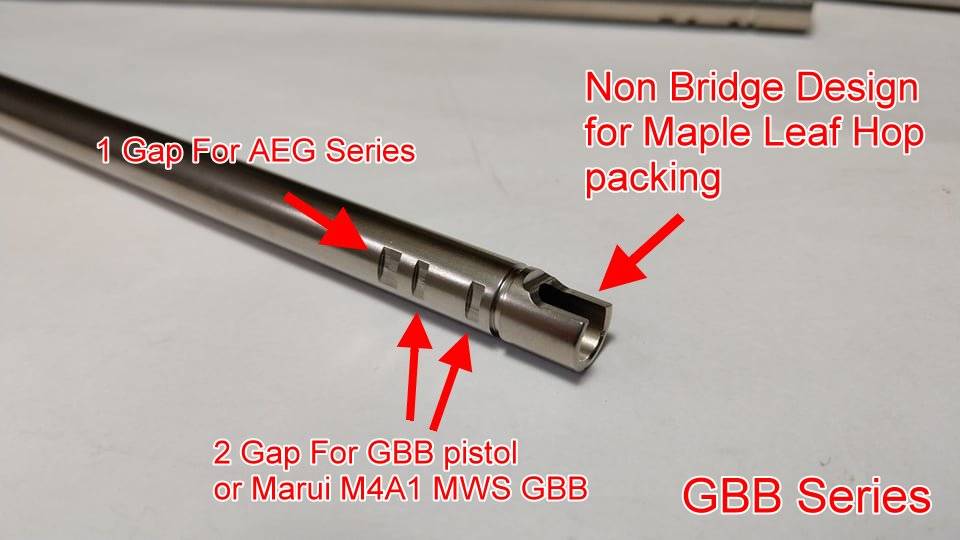 Non Bridge Design
for Maple Leaf Hop
packing
1 Gap For AEG Series
2 Gap For GBB pistol
or Marui M4A1 MWS GBB
GBB Series